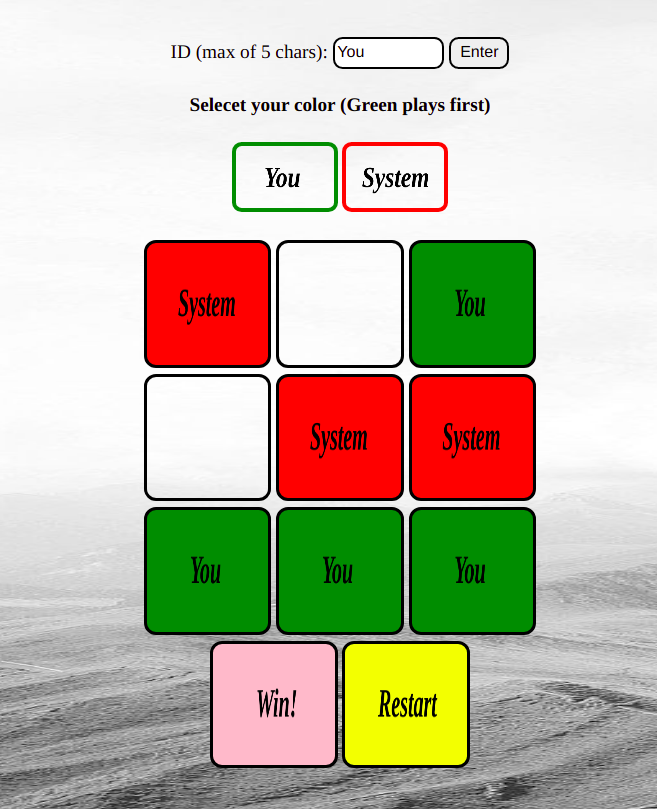 ID (max of 5 chars): You Enter
Selecet your color (Green plays first)
You System
System You
System System
You You You
Win! Restart